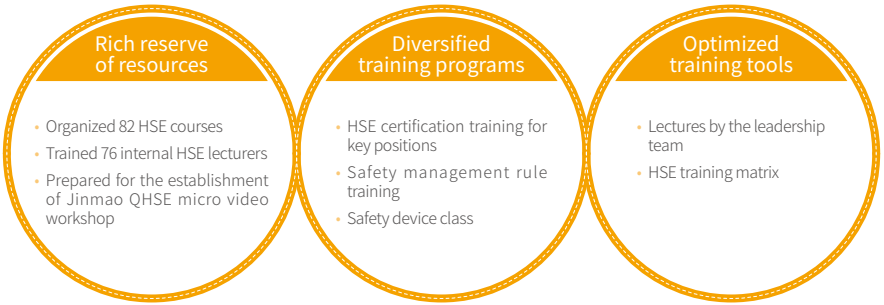 Rich reserve
of resources
• Organized 82 HSE courses
• Trained 76 internal HSE lecturers
• Prepared for the establishment
of Jinmao QHSE micro video
workshop
Diversified
training programs
• HSE certification training for
key positions
• Safety management rule
training
• Safety device class
Optimized
training tools
• Lectures by the leadership
team
• HSE training matrix